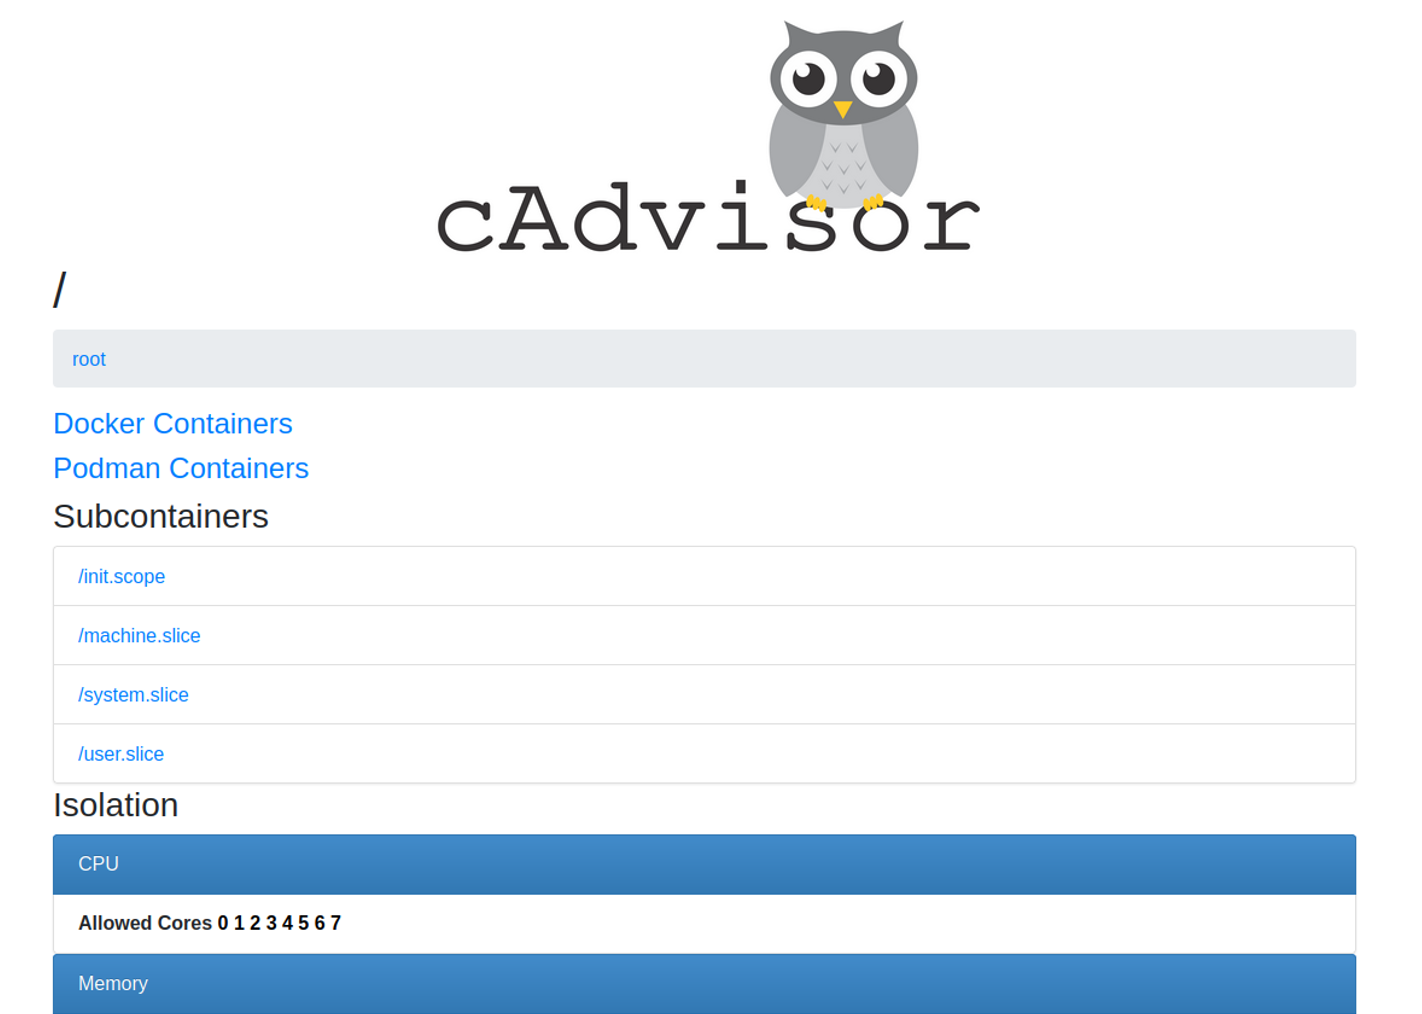 cAdvisor
/
root
Docker Containers
Podman Containers
Subcontainers
/init.scope
/machine.slice
/system.slice
/user.slice
Isolation
CPU
Allowed Cores 0 1 2 3 4 5 6 7
Memory